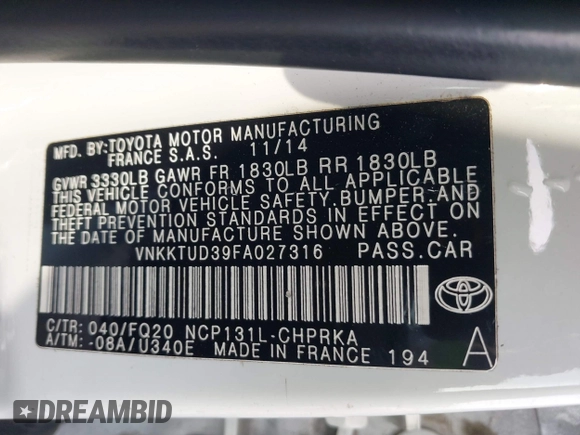 MFD. BY:TOYOTA MOTOR MANUFACTURING
FRANCE S.A.S. 11/14
GVWR 3330LB GAWR FR 1830LB RR 1830LB
THIS VEHICLE CONFORMS TO ALL APPLICABLE
FEDERAL MOTOR VEHICLE SAFETY,BUMPER,AND
THEFT PREVENTION STANDARDS IN EFFECT ON
THE DATE OF MANUFACTURE SHOWN ABOVE.
VNKKTUD39FA027316 PASS.CAR
C/TR: 040/FQ20 NCP131L-CHPRKA
A/TM: -08A/U340E MADE IN FRANCE 194 A
TOYOTA
DREAMBID